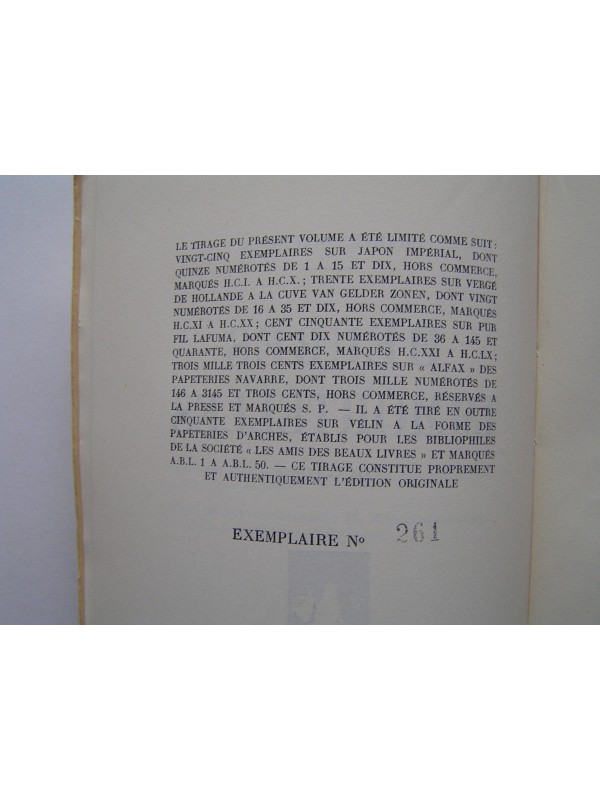 LE TIRAGE DU PRÉSENT VOLUME A ÉTÉ LIMITÉ COMME SUIT :
VINGT-CINQ EXEMPLAIRES SUR JAPON IMPÉRIAL, DONT
QUINZE NUMÉROTÉS DE 1 A 15 ET DIX, HORS COMMERCE,
MARQUÉS H.C.I. A H.C.X. ; TRENTE EXEMPLAIRES SUR VERGÉ
DE HOLLANDE A LA CUVE VAN GELDER ZONEN, DONT VINGT
NUMÉROTÉS DE 16 A 35 ET DIX, HORS COMMERCE, MARQUÉS
H.C.XI A H.C.XX ; CENT CINQUANTE EXEMPLAIRES SUR PUR
FIL LAFUMA, DONT CENT DIX NUMÉROTÉS DE 36 A 145 ET
QUARANTE, HORS COMMERCE, MARQUÉS H.C.XXI A H.C.LX ;
TROIS MILLE TROIS CENTS EXEMPLAIRES SUR « ALFAX » DES
PAPETERIES NAVARRE, DONT TROIS MILLE NUMÉROTÉS DE
146 A 3145 ET TROIS CENTS, HORS COMMERCE, RÉSERVÉS A
LA PRESSE ET MARQUÉS S. P. — IL A ÉTÉ TIRÉ EN OUTRE
CINQUANTE EXEMPLAIRES SUR VÉLIN A LA FORME DES
PAPETERIES D'ARCHES, ÉTABLIS POUR LES BIBLIOPHILES
DE LA SOCIÉTÉ « LES AMIS DES BEAUX LIVRES » ET MARQUÉS
A.B.L. 1 A A.B.L. 50. — CE TIRAGE CONSTITUE PROPREMENT
ET AUTHENTIQUEMENT L'ÉDITION ORIGINALE
EXEMPLAIRE Nº 261